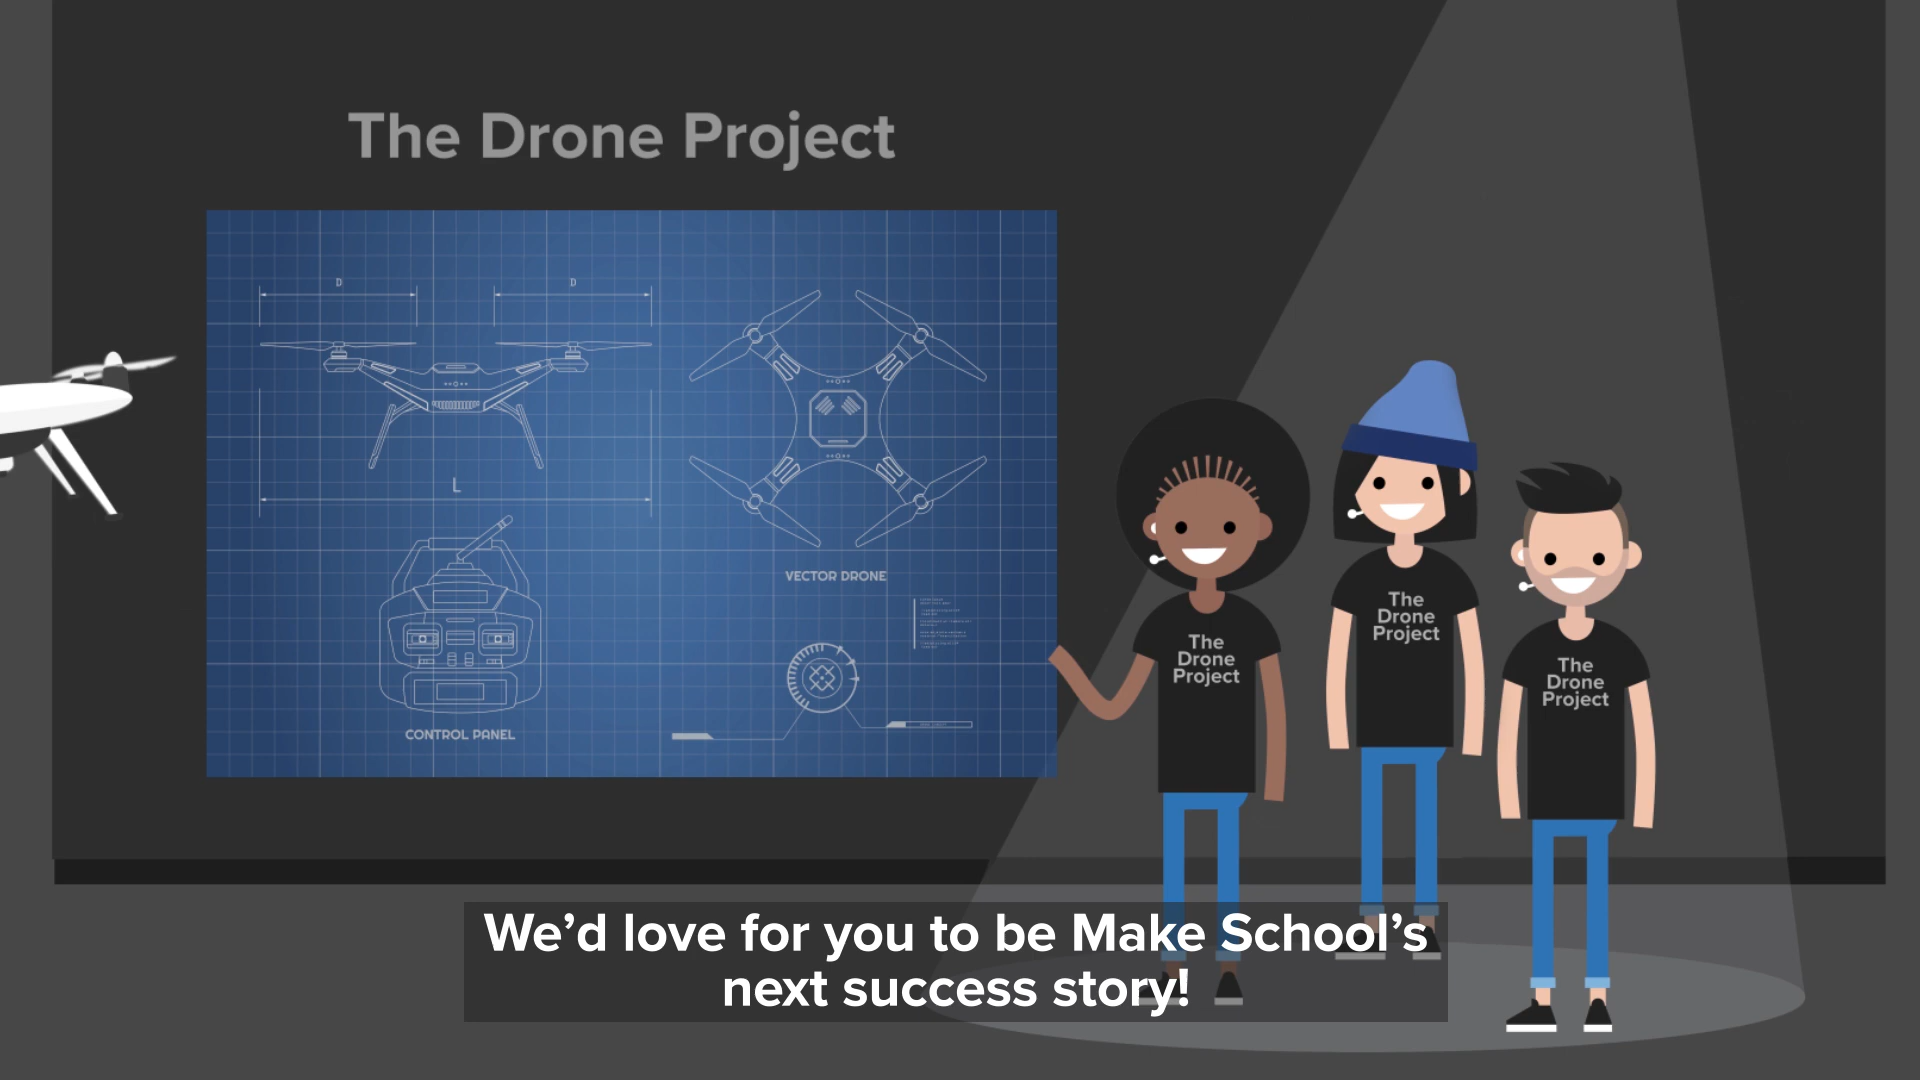 The Drone Project
D
D
L
VECTOR DRONE
CONTROL PANEL
The
Drone
Project
The
Drone
Project
The
Drone
Project
We’d love for you to be Make School’s
next success story!